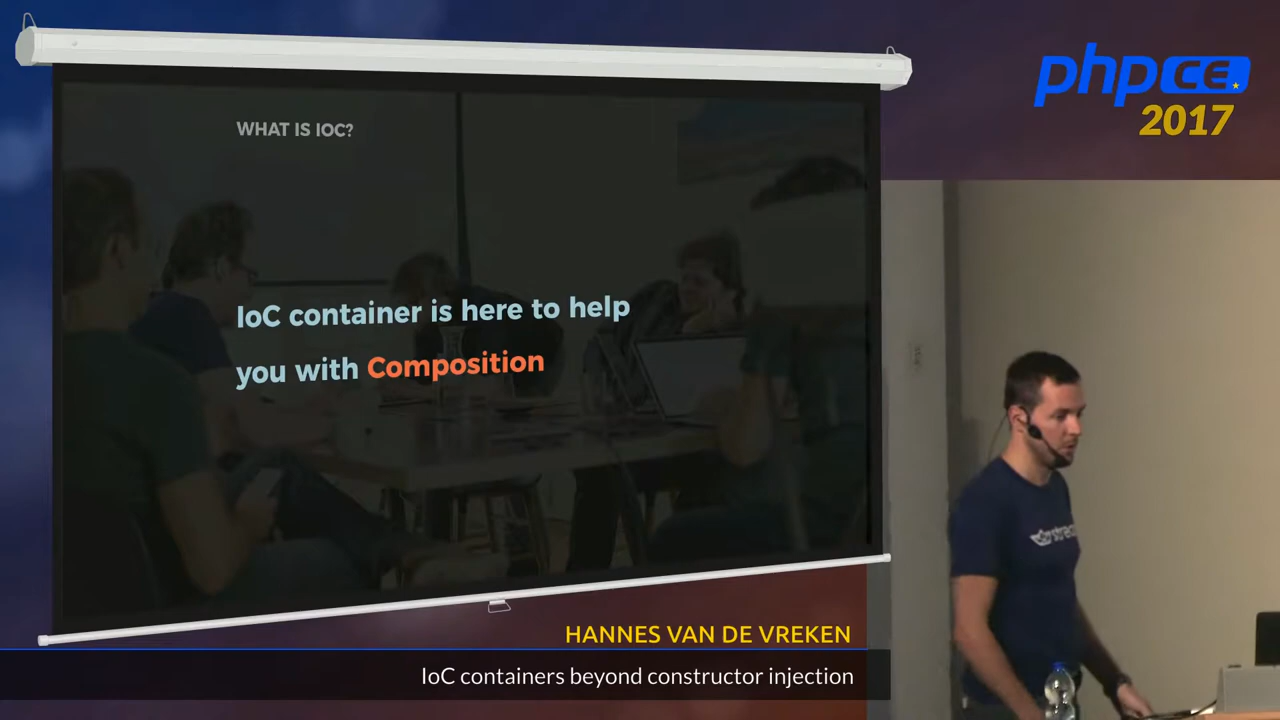 WHAT IS IOC?
IoC container is here to help
you with Composition
phpCE
2017
HANNES VAN DE VREKEN
IoC containers beyond constructor injection